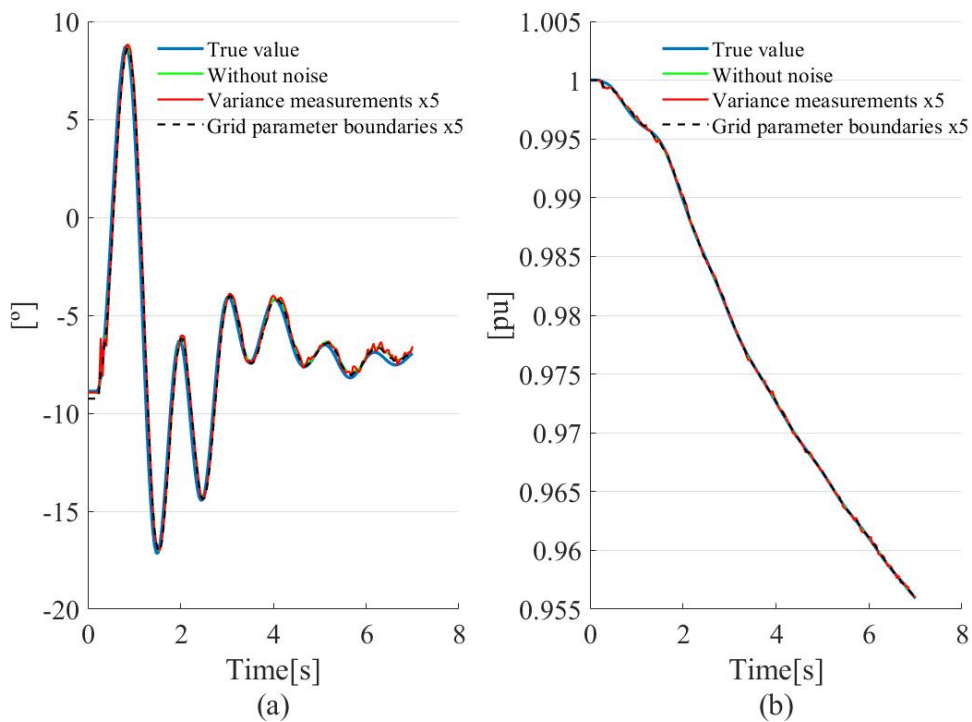 10
5
0
-5
-10
-15
-20
[º]
0
2
4
6
8
Time[s]
(a)
True value
Without noise
Variance measurements x5
Grid parameter boundaries x5
1.005
1
0.995
0.99
0.985
0.98
0.975
0.97
0.965
0.96
0.955
[pu]
0
2
4
6
8
Time[s]
(b)
True value
Without noise
Variance measurements x5
Grid parameter boundaries x5